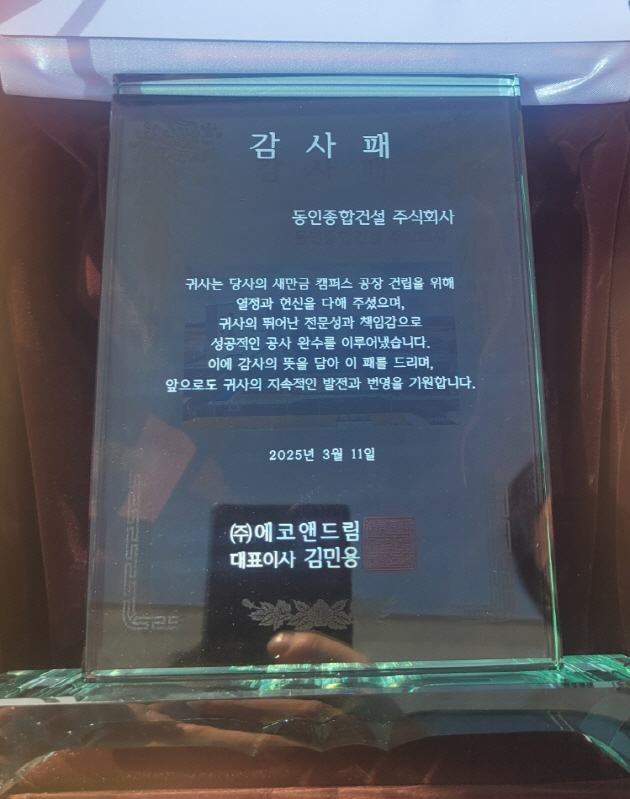 감사패
동인종합건설 주식회사
귀사는 당사의 새만금 캠퍼스 공장 건립을 위해
열정과 헌신을 다해 주셨으며,
귀사의 뛰어난 전문성과 책임감으로
성공적인 공사 완수를 이루어냈습니다.
이에 감사의 뜻을 담아 이 패를 드리며,
앞으로도 귀사의 지속적인 발전과 번영을 기원합니다.
2025년 3월 11일
㈜에코앤드림
대표이사 김민용